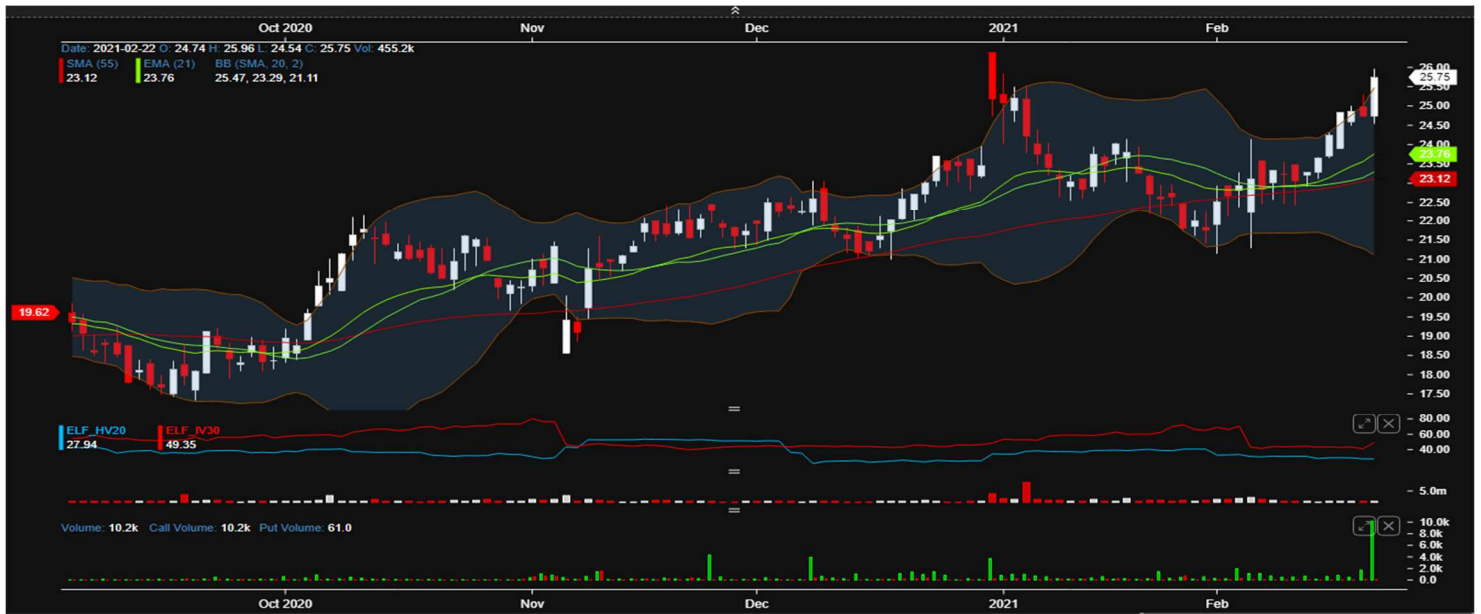 Oct 2020 Nov Dec 2021 Feb
Date: 2021-02-22 O: 24.74 H: 25.96 L: 24.54 C: 25.75 Vol: 455.2k
SMA (55) EMA (21) BB (SMA, 20, 2)
23.12 23.76 25.47, 23.29, 21.11
26.00
25.75
25.50
25.00
24.50
24.00
23.76
23.50
23.12
22.50
22.00
21.50
21.00
20.50
20.00
19.62
19.50
19.00
18.50
18.00
17.50
80.00
ELF_HV20 ELF_IV30
60.00
27.94 49.35
40.00
5.0m
Volume: 10.2k Call Volume: 10.2k Put Volume: 61.0
10.0k
8.0k
6.0k
4.0k
2.0k
0.0
Oct 2020 Nov Dec 2021 Feb